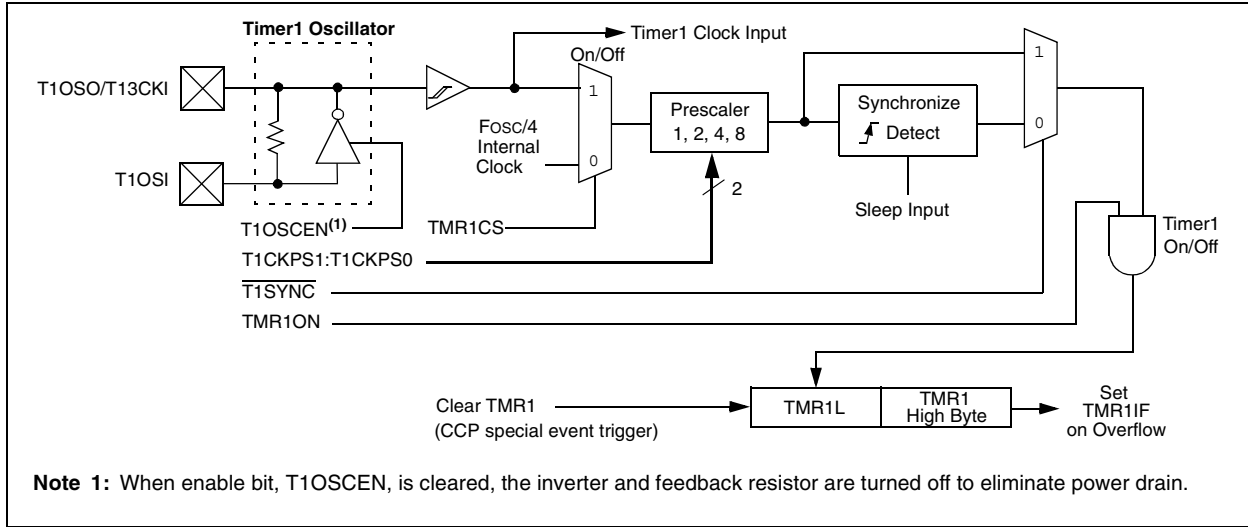 Timer1 Oscillator
Timer1 Clock Input
On/Off
T1OSO/T13CKI
1
1
FOSC/4
Internal
Clock
0
Prescaler
1, 2, 4, 8
Synchronize
Detect
0
T1OSI
2
Sleep Input
T1OSCEN(1)
TMR1CS
Timer1
On/Off
T1CKPS1:T1CKPS0
T1SYNC
TMR1ON
Clear TMR1
(CCP special event trigger)
TMR1L
TMR1
High Byte
Set
TMR1IF
on Overflow
Note 1: When enable bit, T1OSCEN, is cleared, the inverter and feedback resistor are turned off to eliminate power drain.